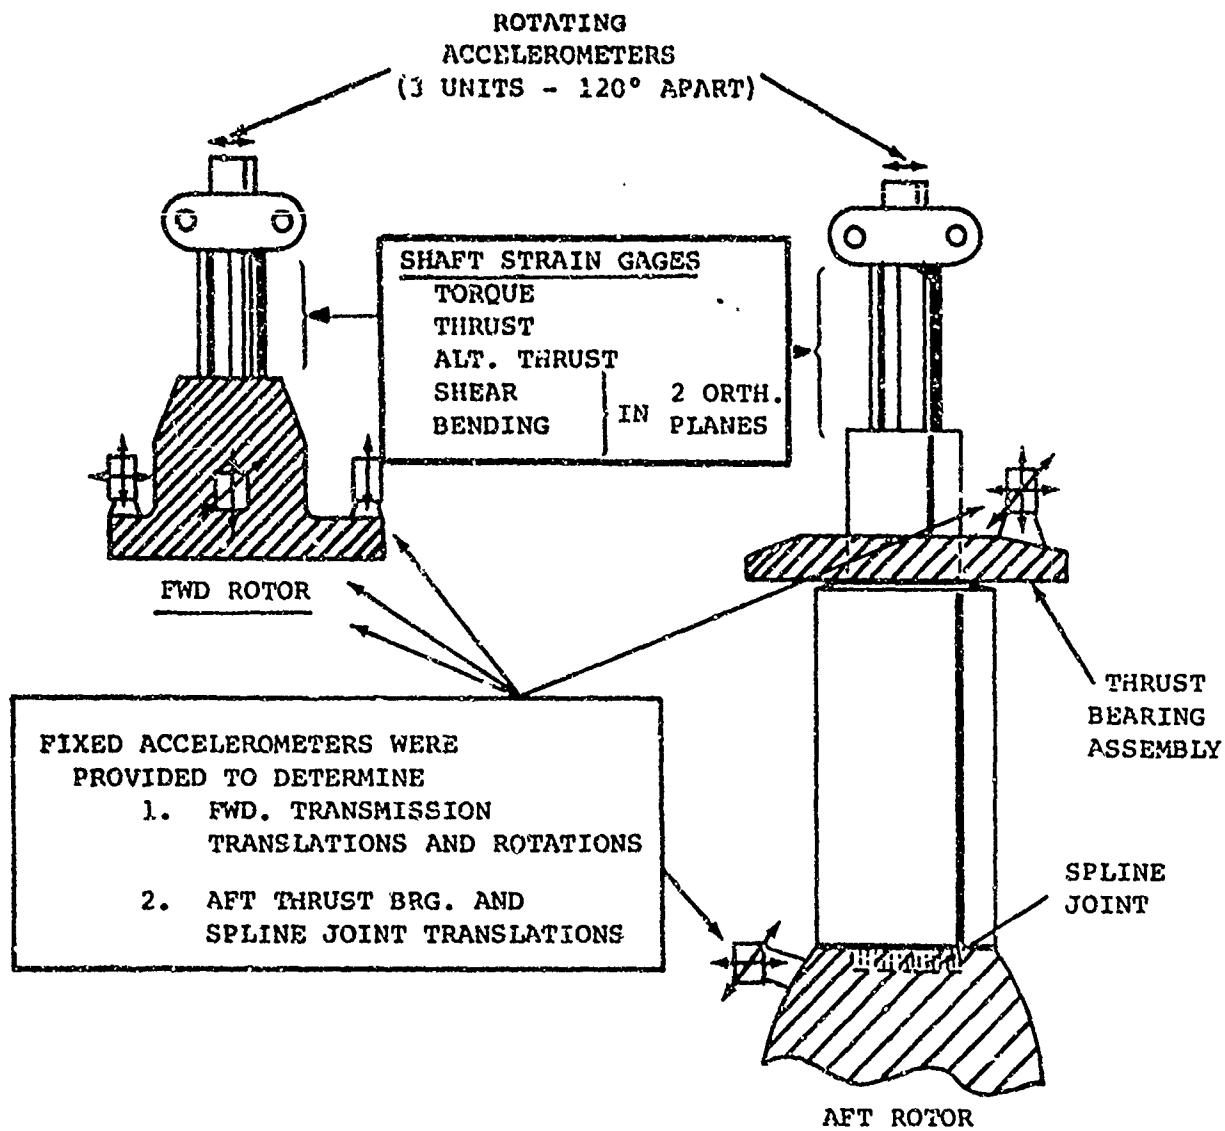 ROTATING
ACCELEROMETERS
(3 UNITS - 120° APART)
SHAFT STRAIN GAGES
TORQUE
THRUST
ALT. THRUST
SHEAR
BENDING
IN
2 ORTH.
PLANES
FWD ROTOR
THRUST
BEARING
ASSEMBLY
FIXED ACCELEROMETERS WERE
PROVIDED TO DETERMINE
1. FWD. TRANSMISSION
TRANSLATIONS AND ROTATIONS
2. AFT THRUST BRG. AND
SPLINE JOINT TRANSLATIONS
SPLINE
JOINT
AFT ROTOR